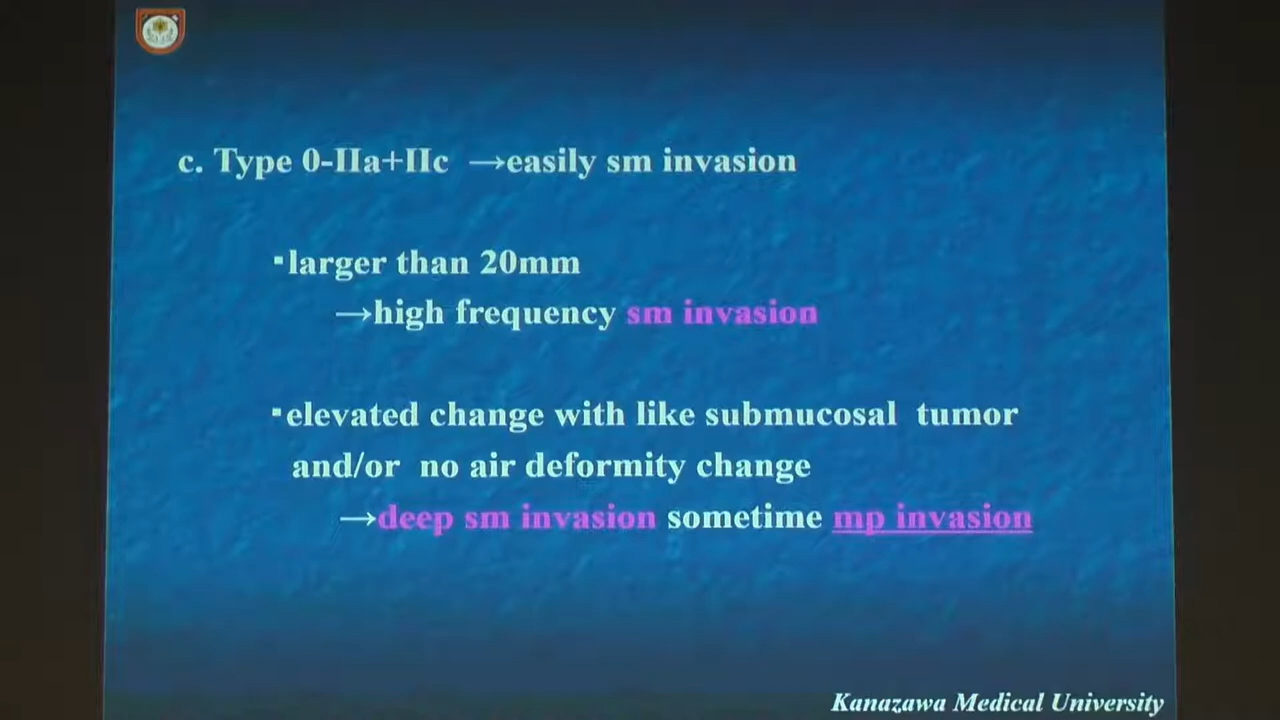 c. Type 0-IIa+IIc →easily sm invasion
▪larger than 20mm
→high frequency sm invasion
▪elevated change with like submucosal tumor
and/or no air deformity change
→deep sm invasion sometime mp invasion
Kanazawa Medical University